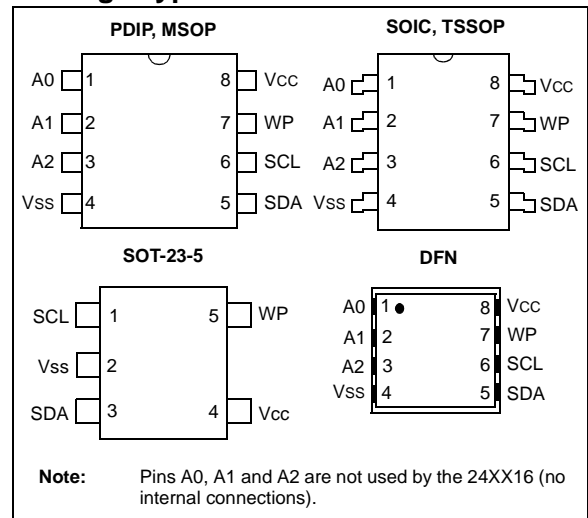 PDIP, MSOP
A0 1 8 VCC
A1 2 7 WP
A2 3 6 SCL
VSS 4 5 SDA
SOIC, TSSOP
A0 1 8 VCC
A1 2 7 WP
A2 3 6 SCL
VSS 4 5 SDA
SOT-23-5
SCL 1 5 WP
Vss 2
SDA 3 4 Vcc
DFN
A0 1 8 VCC
A1 2 7 WP
A2 3 6 SCL
VSS 4 5 SDA
Note: Pins A0, A1 and A2 are not used by the 24XX16 (no
internal connections).